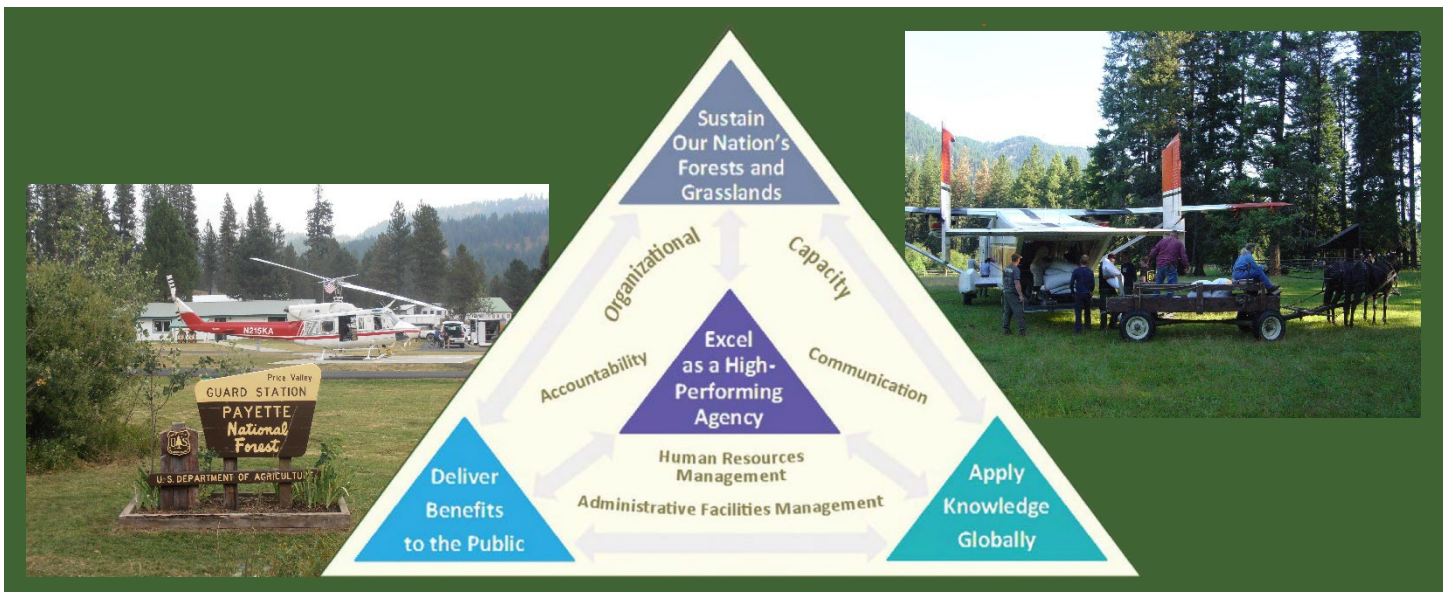 Sustain
Our Nation's
Forests and
Grasslands
Organizational
Capacity
Accountability
Communication
Excel
as a High-
Performing
Agency
Human Resources
Management
Administrative Facilities Management
Deliver
Benefits
to the Public
Apply
Knowledge
Globally
N215KA
Price Valley
GUARD STATION
PAYETTE
National
Forest
U.S. DEPARTMENT OF AGRICULTURE
U S